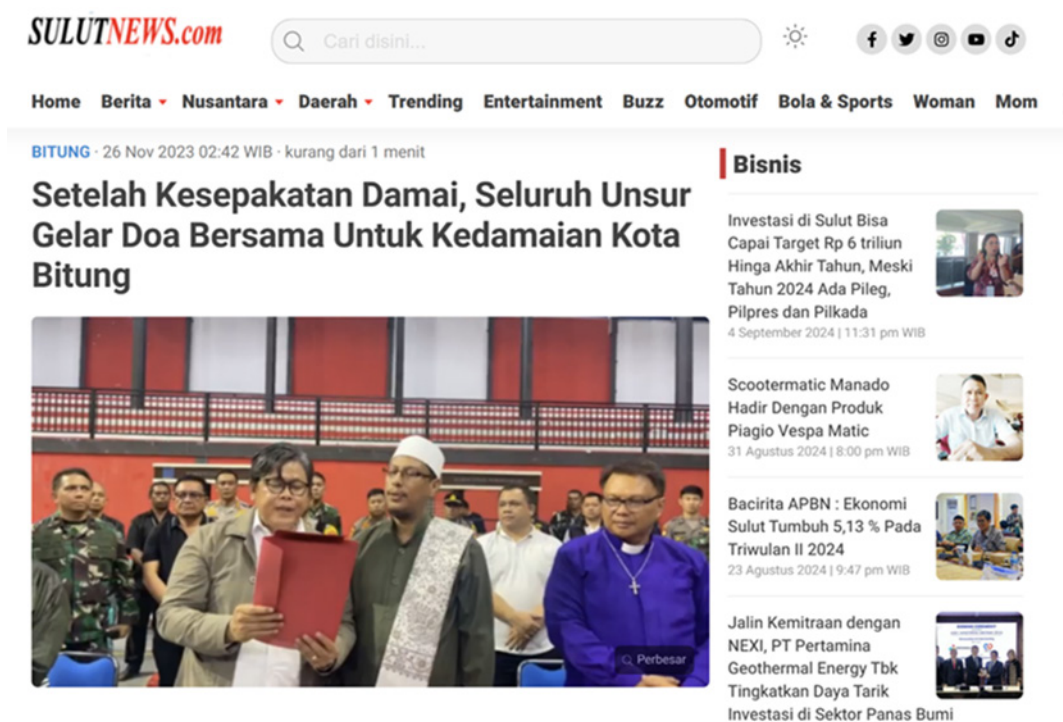 SULUTNEWS.com
Cari disini...
Home Berita Nusantara Daerah Trending Entertainment Buzz Otomotif Bola & Sports Woman Mom
BITUNG · 26 Nov 2023 02:42 WIB · kurang dari 1 menit
Setelah Kesepakatan Damai, Seluruh Unsur
Gelar Doa Bersama Untuk Kedamaian Kota
Bitung
Perbesar
Bisnis
Investasi di Sulut Bisa
Capai Target Rp 6 triliun
Hinga Akhir Tahun, Meski
Tahun 2024 Ada Pileg,
Pilpres dan Pilkada
4 September 2024 | 11:31 pm WIB
Scootermatic Manado
Hadir Dengan Produk
Piagio Vespa Matic
31 Agustus 2024 | 8:00 pm WIB
Bacirita APBN : Ekonomi
Sulut Tumbuh 5,13 % Pada
Triwulan II 2024
23 Agustus 2024 | 9:47 pm WIB
Jalin Kemitraan dengan
NEXI, PT Pertamina
Geothermal Energy Tbk
Tingkatkan Daya Tarik
Investasi di Sektor Panas Bumi